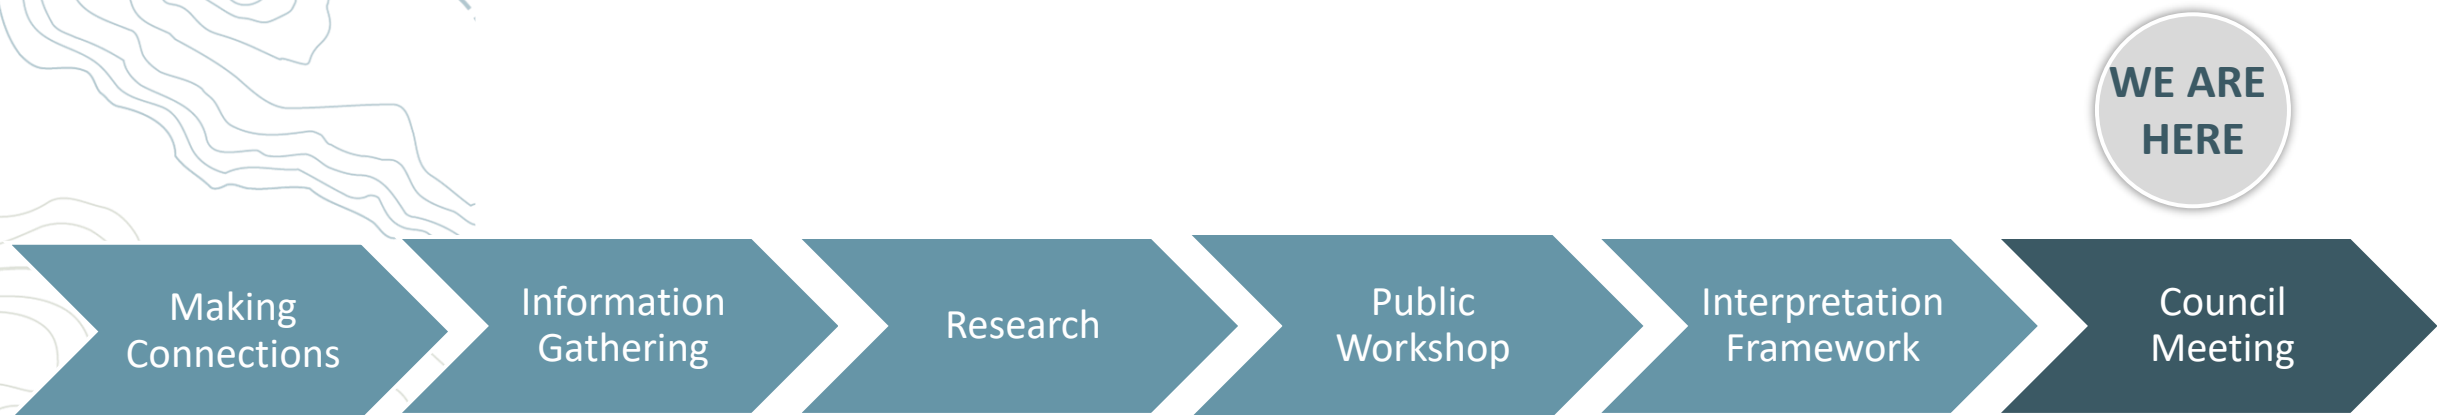 WE ARE
HERE
Making
Connections
Information
Gathering
Research
Public
Workshop
Interpretation
Framework
Council
Meeting